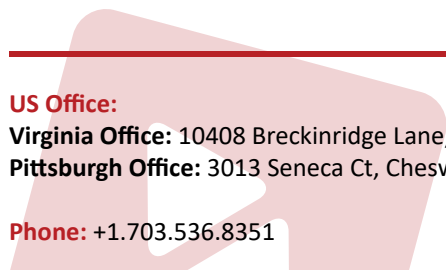 US Office:
Virginia Office: 10408 Breckinridge Lane,
Pittsburgh Office: 3013 Seneca Ct,
Phone: +1.703.536.8351